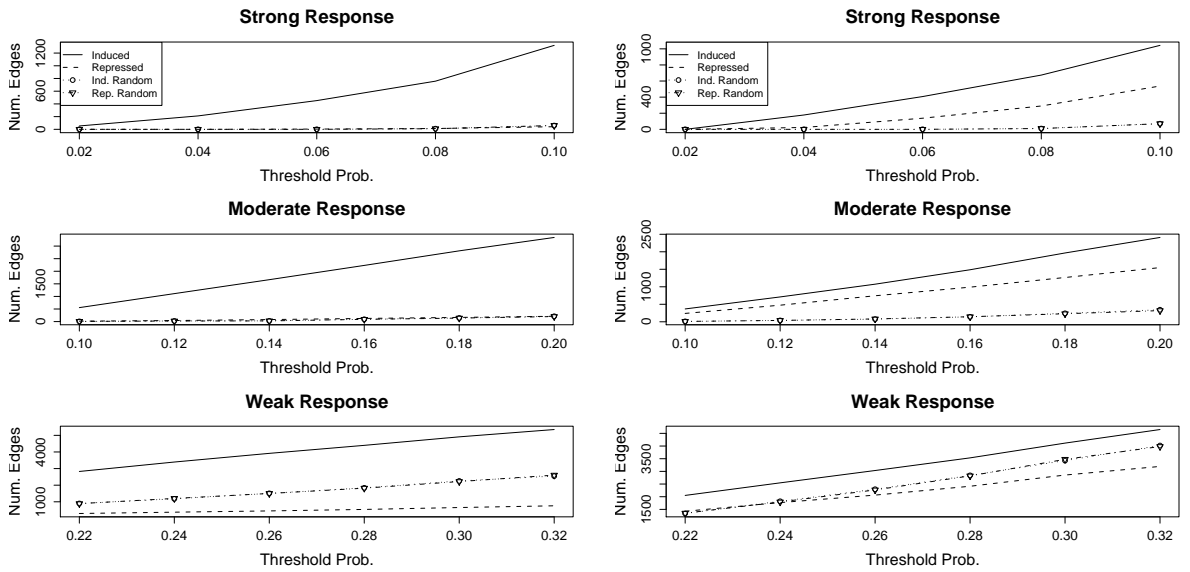 Strong Response
Num. Edges
0
600
1200
Induced
Repressed
Ind. Random
Rep. Random
0.02 0.04 0.06 0.08 0.10
Threshold Prob.
Strong Response
Num. Edges
0
400
1000
Induced
Repressed
Ind. Random
Rep. Random
0.02 0.04 0.06 0.08 0.10
Threshold Prob.
Moderate Response
Num. Edges
0
1500
0.10 0.12 0.14 0.16 0.18 0.20
Threshold Prob.
Moderate Response
Num. Edges
0
1000
2500
0.10 0.12 0.14 0.16 0.18 0.20
Threshold Prob.
Weak Response
Num. Edges
1000
4000
0.22 0.24 0.26 0.28 0.30 0.32
Threshold Prob.
Weak Response
Num. Edges
1500
3500
0.22 0.24 0.26 0.28 0.30 0.32
Threshold Prob.